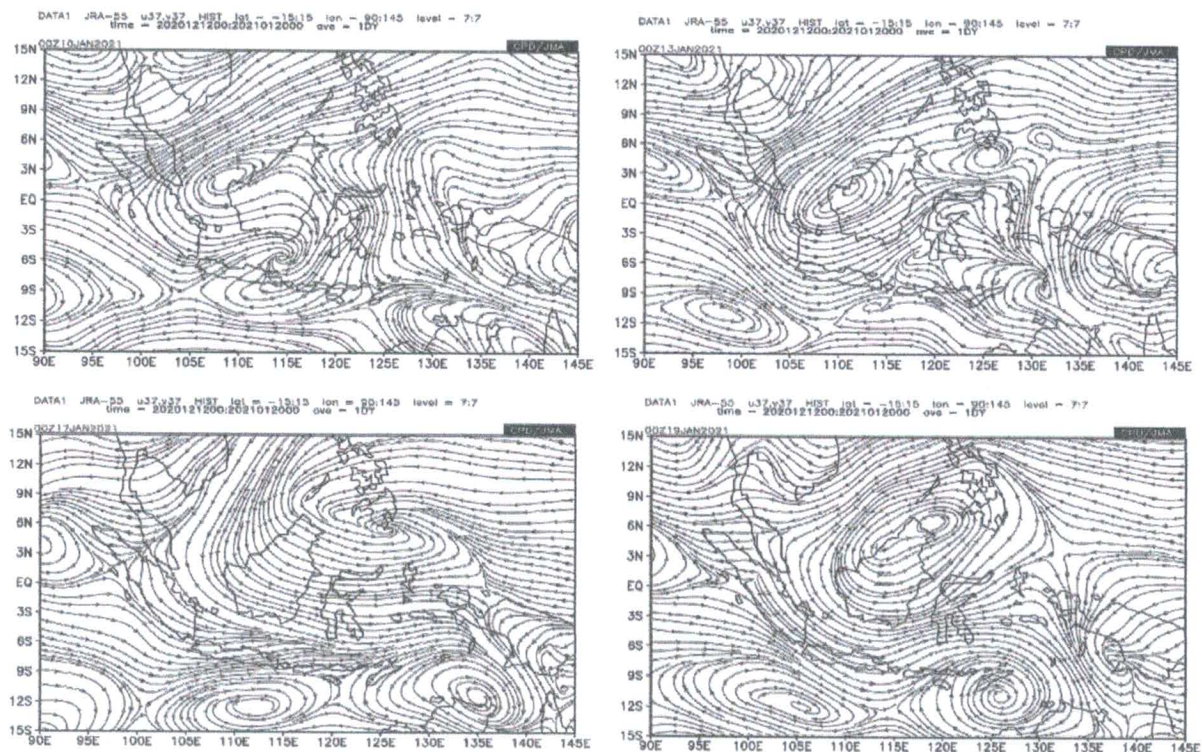 DATA1 JRA-55 u37.v37 HIST lat = -15:15 lon = 90:145 level = 7:7
time = 2020121200:2021012000 ave = 1DY
00Z10JAN2021 CPD/JMA
15N
12N
9N
6N
3N
EQ
3S
6S
9S
12S
15S
90E 95E 100E 105E 110E 115E 120E 125E 130E 135E 140E 145E
DATA1 JRA-55 u37.v37 HIST lat = -15:15 lon = 90:145 level = 7:7
time = 2020121200:2021012000 ave = 1DY
00Z13JAN2021 CPD/JMA
15N
12N
9N
6N
3N
EQ
3S
6S
9S
12S
15S
90E 95E 100E 105E 110E 115E 120E 125E 130E 135E 140E 145E
DATA1 JRA-55 u37.v37 HIST lat = -15:15 lon = 90:145 level = 7:7
time = 2020121200:2021012000 ave = 1DY
00Z17JAN2021 CPD/JMA
15N
12N
9N
6N
3N
EQ
3S
6S
9S
12S
15S
90E 95E 100E 105E 110E 115E 120E 125E 130E 135E 140E 145E
DATA1 JRA-55 u37.v37 HIST lat = -15:15 lon = 90:145 level = 7:7
time = 2020121200:2021012000 ave = 1DY
00Z19JAN2021 CPD/JMA
15N
12N
9N
6N
3N
EQ
3S
6S
9S
12S
15S
90E 95E 100E 105E 110E 115E 120E 125E 130E 135E 140E 145E